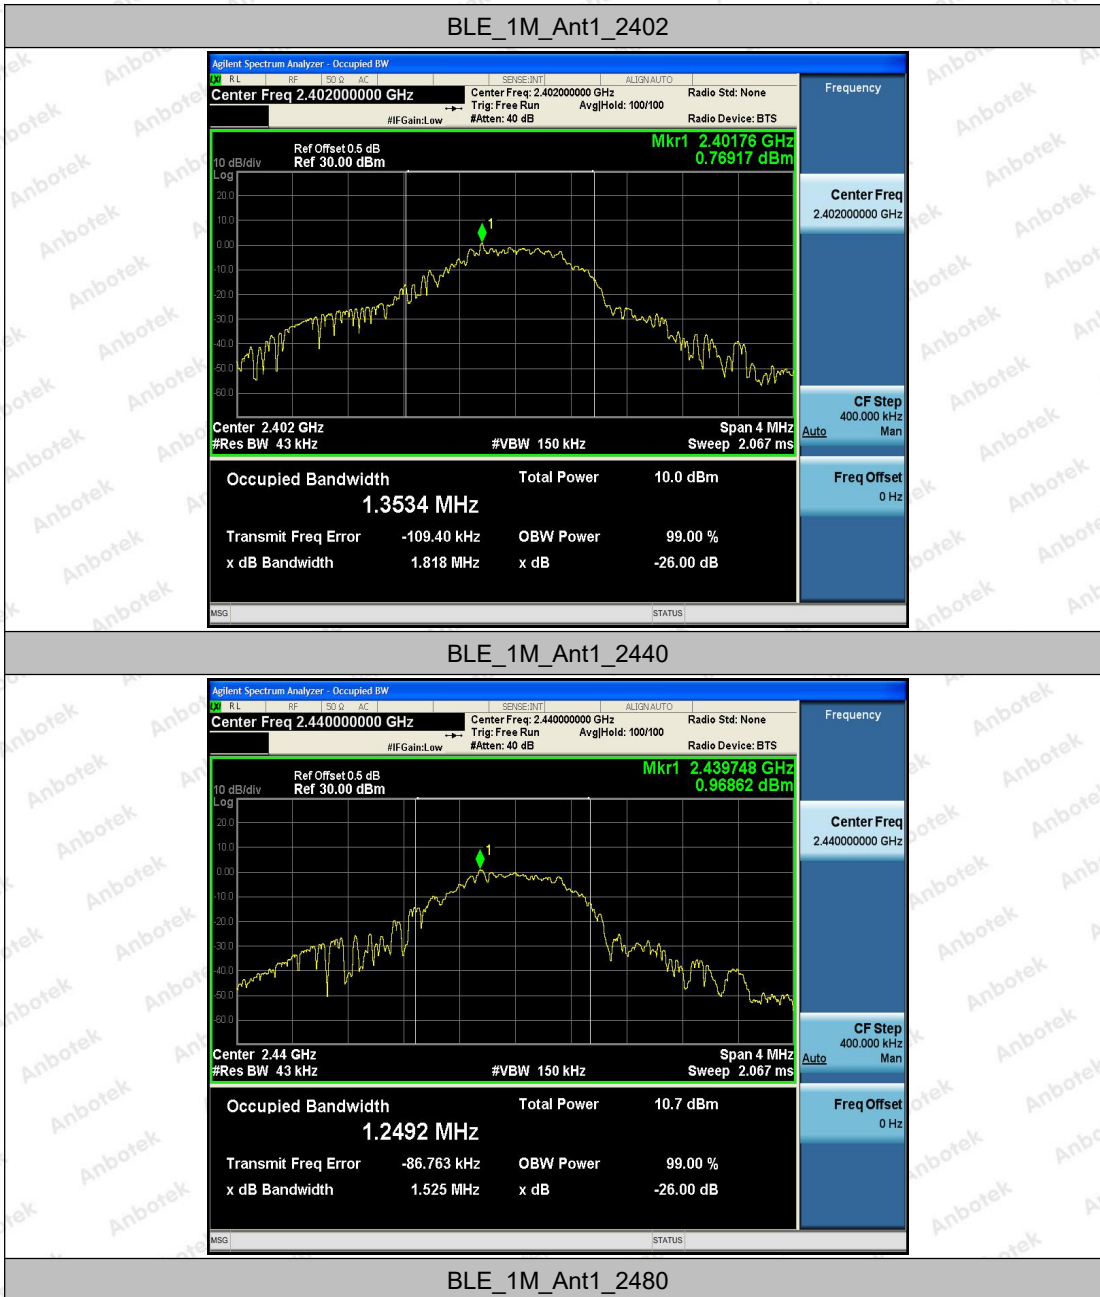 BLE_1M_Ant1_2402
Agilent Spectrum Analyzer - Occupied BW
LXI RL RF 50 Ω AC SENSE:INT ALIGNAUTO
Center Freq 2.402000000 GHz
Center Freq: 2.402000000 GHz Radio Std: None
Trig: Free Run Avg|Hold: 100/100
#IFGain:Low #Atten: 40 dB Radio Device: BTS
Mkr1 2.40176 GHz
0.76917 dBm
Ref Offset 0.5 dB
10 dB/div Ref 30.00 dBm
Log
20.0
10.0
0.00
-10.0
-20.0
-30.0
-40.0
-50.0
-60.0
1
Center 2.402 GHz Span 4 MHz
#Res BW 43 kHz #VBW 150 kHz Sweep 2.067 ms
Occupied Bandwidth Total Power 10.0 dBm
1.3534 MHz
Transmit Freq Error -109.40 kHz OBW Power 99.00 %
x dB Bandwidth 1.818 MHz x dB -26.00 dB
MSG STATUS
Frequency
Center Freq
2.402000000 GHz
CF Step
400.000 kHz
Auto Man
Freq Offset
0 Hz
BLE_1M_Ant1_2440
Agilent Spectrum Analyzer - Occupied BW
LXI RL RF 50 Ω AC SENSE:INT ALIGNAUTO
Center Freq 2.440000000 GHz
Center Freq: 2.440000000 GHz Radio Std: None
Trig: Free Run Avg|Hold: 100/100
#IFGain:Low #Atten: 40 dB Radio Device: BTS
Mkr1 2.439748 GHz
0.96862 dBm
Ref Offset 0.5 dB
10 dB/div Ref 30.00 dBm
Log
20.0
10.0
0.00
-10.0
-20.0
-30.0
-40.0
-50.0
-60.0
1
Center 2.44 GHz Span 4 MHz
#Res BW 43 kHz #VBW 150 kHz Sweep 2.067 ms
Occupied Bandwidth Total Power 10.7 dBm
1.2492 MHz
Transmit Freq Error -86.763 kHz OBW Power 99.00 %
x dB Bandwidth 1.525 MHz x dB -26.00 dB
MSG STATUS
Frequency
Center Freq
2.440000000 GHz
CF Step
400.000 kHz
Auto Man
Freq Offset
0 Hz
BLE_1M_Ant1_2480
Anbotek